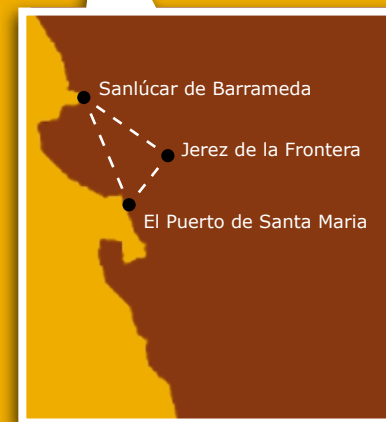 Sanlúcar de Barrameda
Jerez de la Frontera
El Puerto de Santa Maria